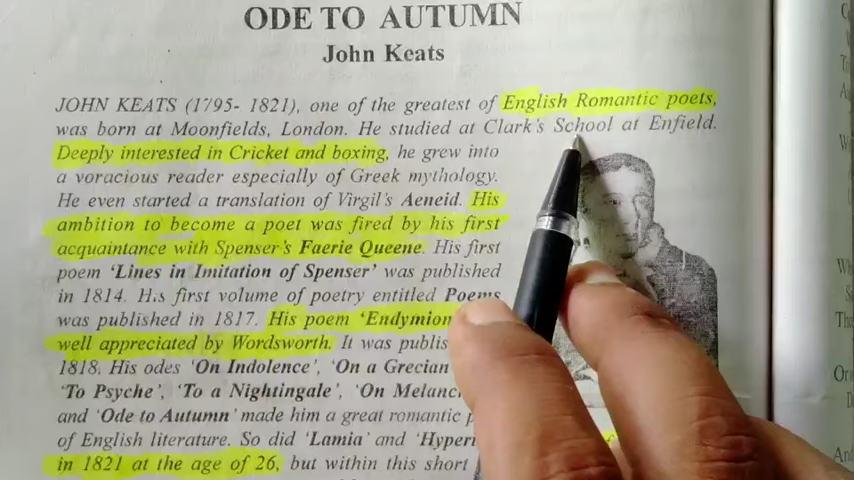 ODE TO AUTUMN
John Keats
JOHN KEATS (1795- 1821), one of the greatest of English Romantic poets,
was born at Moonfields, London. He studied at Clark's School at Enfield.
Deeply interested in Cricket and boxing, he grew into
a voracious reader especially of Greek mythology.
He even started a translation of Virgil's Aeneid. His
ambition to become a poet was fired by his first
acquaintance with Spenser's Faerie Queene. His first
poem 'Lines in Imitation of Spenser' was published
in 1814. His first volume of poetry entitled Poems
was published in 1817. His poem 'Endymion
well appreciated by Wordsworth. It was publis
1818. His odes 'On Indolence', 'On a Grecian
'To Psyche', 'To a Nightingale', 'On Melanc
and 'Ode to Autumn' made him a great romantic p
of English literature. So did 'Lamia' and 'Hyperi
in 1821 at the age of 26, but within this short